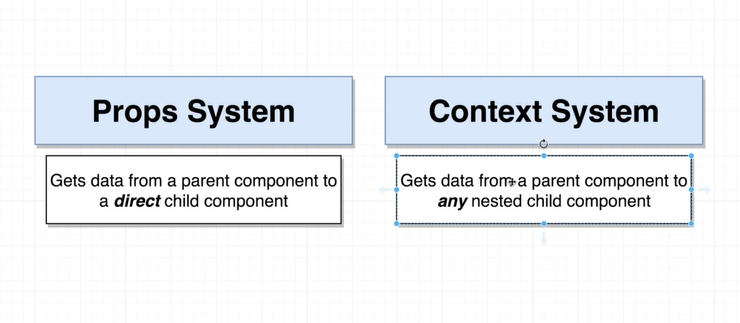 Props System
Gets data from a parent component to
a direct child component
Context System
Gets data from a parent component to
any nested child component